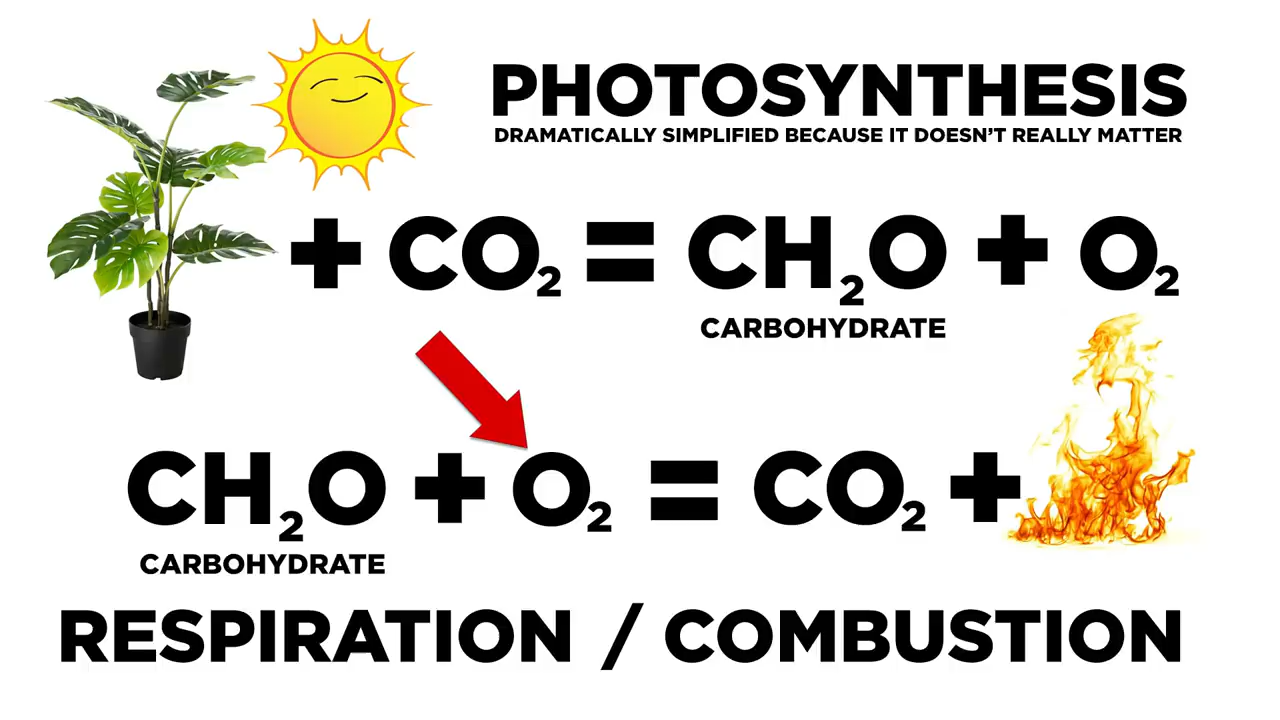 PHOTOSYNTHESIS
DRAMATICALLY SIMPLIFIED BECAUSE IT DOESN'T REALLY MATTER
+ CO₂ = CH₂O + O₂
CARBOHYDRATE
CH₂O + O₂ = CO₂ +
CARBOHYDRATE
RESPIRATION / COMBUSTION